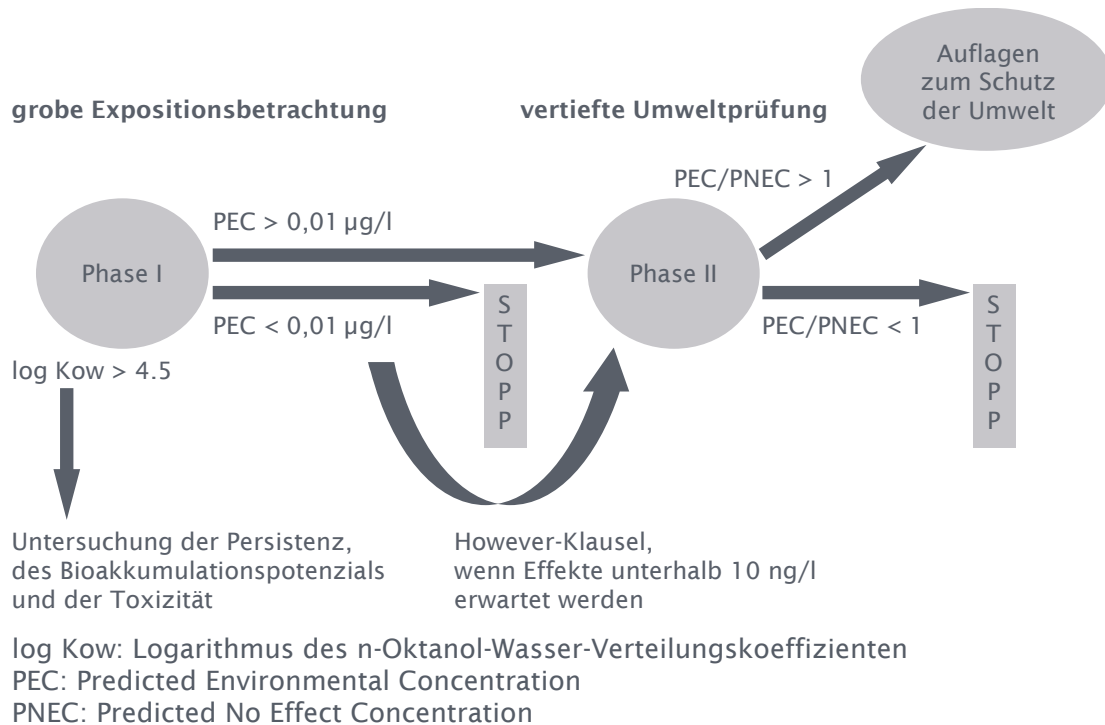 Auflagen
zum Schutz
der Umwelt
grobe Expositionsbetrachtung
vertiefte Umweltprüfung
PEC/PNEC > 1
PEC > 0,01 µg/l
Phase I
Phase II
PEC < 0,01 µg/l
S
T
O
P
P
PEC/PNEC < 1
S
T
O
P
P
log Kow > 4.5
Untersuchung der Persistenz,
des Bioakkumulationspotenzials
und der Toxizität
However-Klausel,
wenn Effekte unterhalb 10 ng/l
erwartet werden
log Kow: Logarithmus des n-Oktanol-Wasser-Verteilungskoeffizienten
PEC: Predicted Environmental Concentration
PNEC: Predicted No Effect Concentration